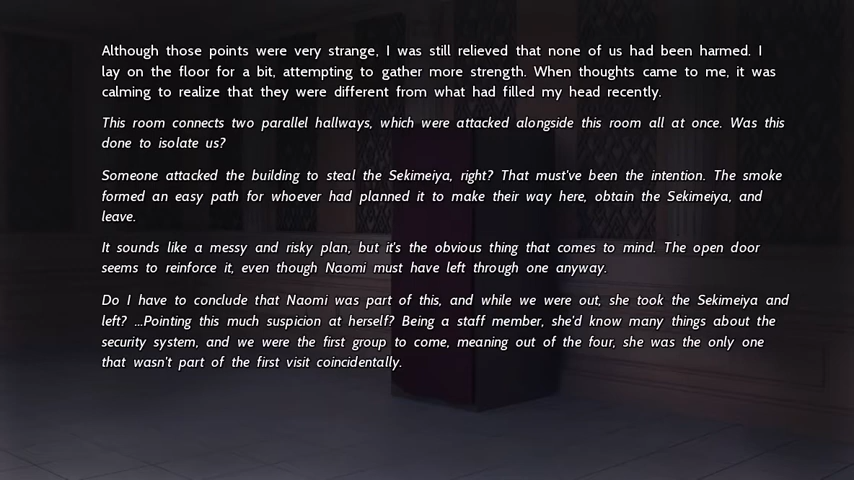 Although those points were very strange, I was still relieved that none of us had been harmed. I
lay on the floor for a bit, attempting to gather more strength. When thoughts came to me, it was
calming to realize that they were different from what had filled my head recently.
This room connects two parallel hallways, which were attacked alongside this room all at once. Was this
done to isolate us?
Someone attacked the building to steal the Sekimeiya, right? That must've been the intention. The smoke
formed an easy path for whoever had planned it to make their way here, obtain the Sekimeiya, and
leave.
It sounds like a messy and risky plan, but it's the obvious thing that comes to mind. The open door
seems to reinforce it, even though Naomi must have left through one anyway.
Do I have to conclude that Naomi was part of this, and while we were out, she took the Sekimeiya and
left? ...Pointing this much suspicion at herself? Being a staff member, she'd know many things about the
security system, and we were the first group to come, meaning out of the four, she was the only one
that wasn't part of the first visit coincidentally.